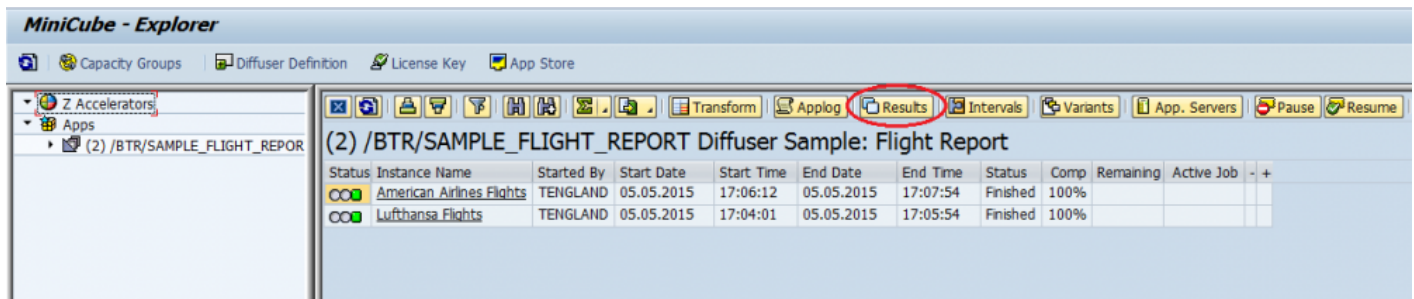 MiniCube - Explorer
Capacity Groups Diffuser Definition License Key App Store
Z Accelerators
Apps
(2) /BTR/SAMPLE_FLIGHT_REPOR
Transform Applog Results Intervals Variants App. Servers Pause Resume
(2) /BTR/SAMPLE_FLIGHT_REPORT Diffuser Sample: Flight Report
Status Instance Name Started By Start Date Start Time End Date End Time Status Comp Remaining Active Job - +
American Airlines Flights TENGLAND 05.05.2015 17:06:12 05.05.2015 17:07:54 Finished 100%
Lufthansa Flights TENGLAND 05.05.2015 17:04:01 05.05.2015 17:05:54 Finished 100%